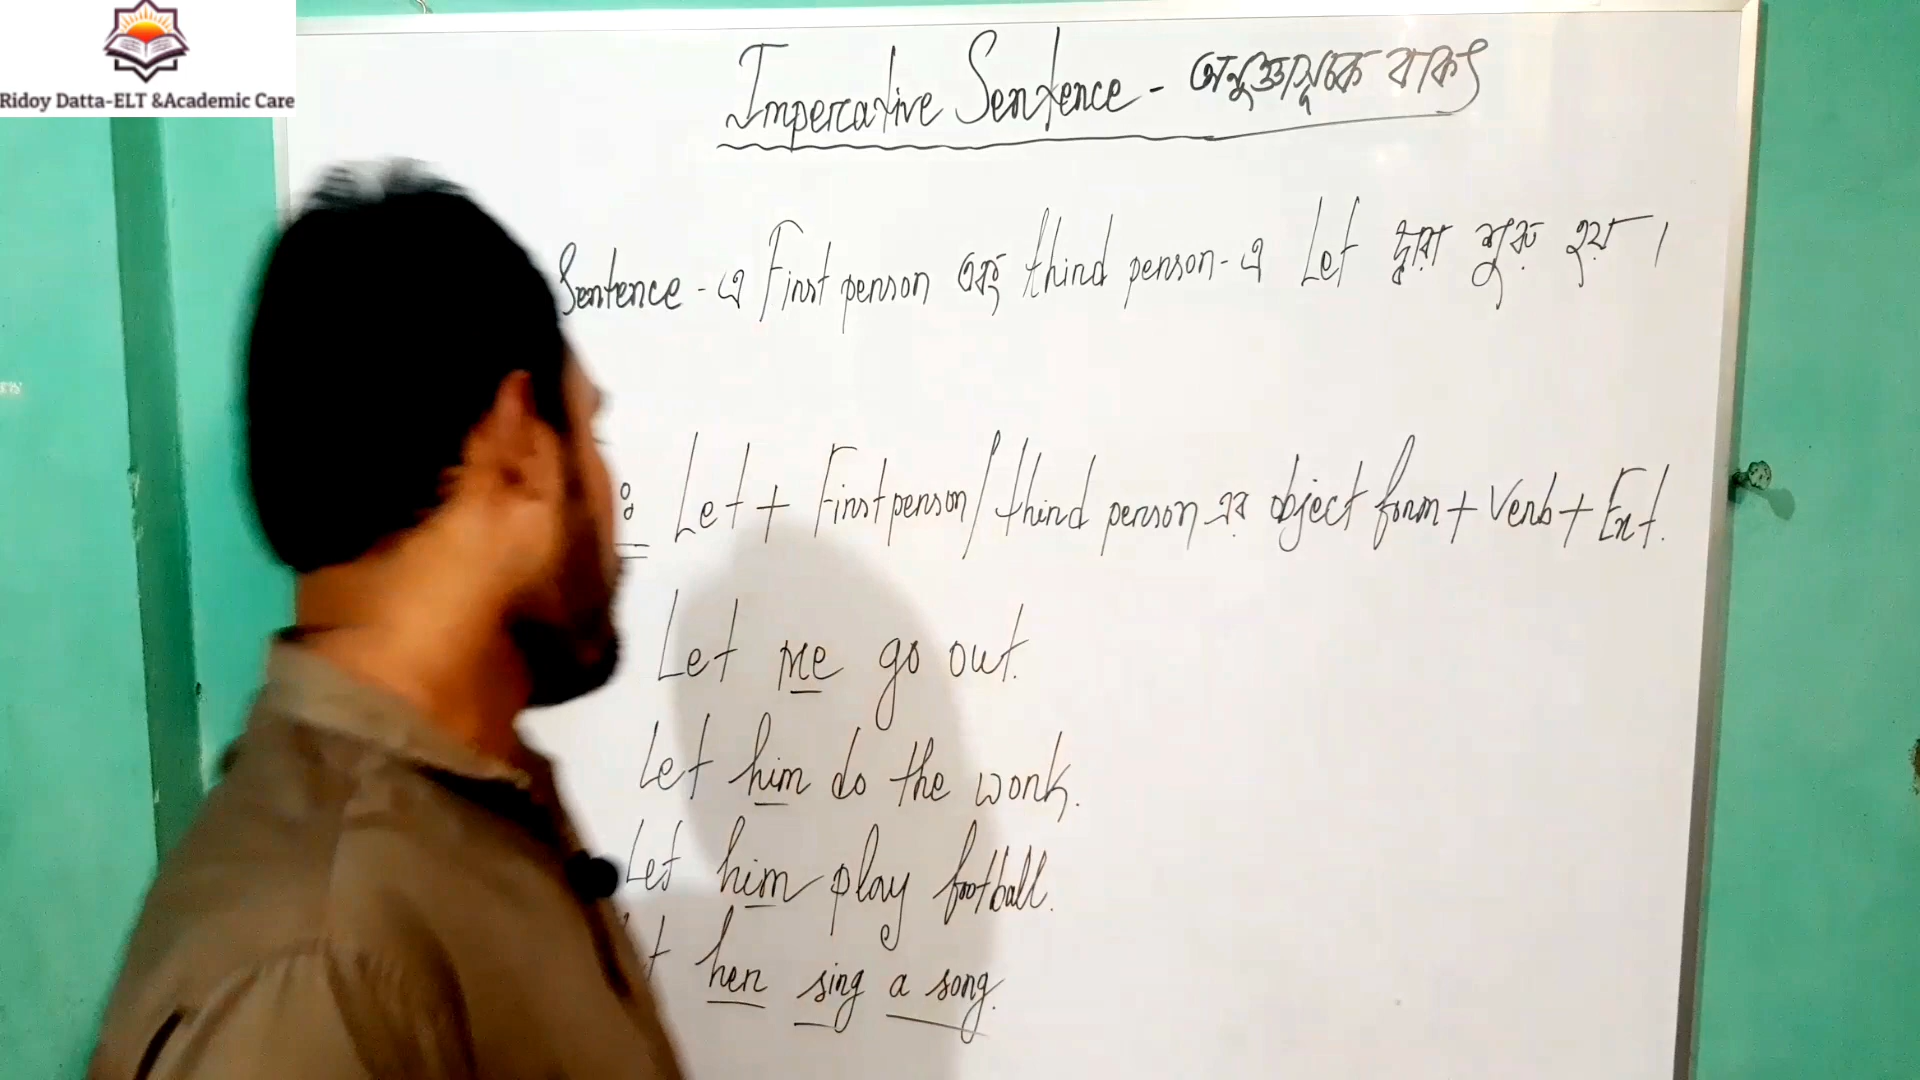 Ridoy Datta-ELT &Academic Care
Imperative Sentence - অনুজ্ঞাসূচক বাক্য
Sentence - এ First person এবং third person - এ Let দ্বারা শুরু হয়।
: Let + First person / third person এর object form + Verb + Ext.
Let me go out.
Let him do the work.
Let him play football.
t her sing a song.